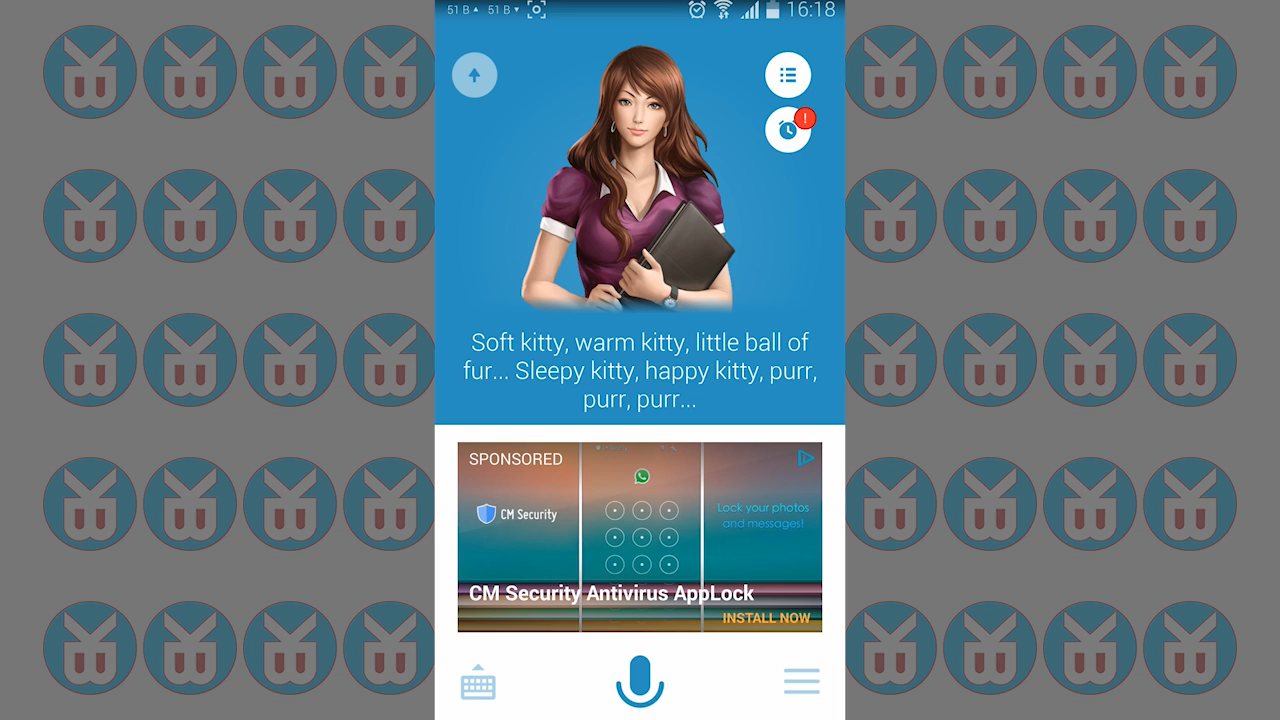 51 B 51 B 16:18
!
Soft kitty, warm kitty, little ball of
fur... Sleepy kitty, happy kitty, purr,
purr, purr...
SPONSORED
CM Security
Lock your photos
and messages!
CM Security Antivirus AppLock
INSTALL NOW